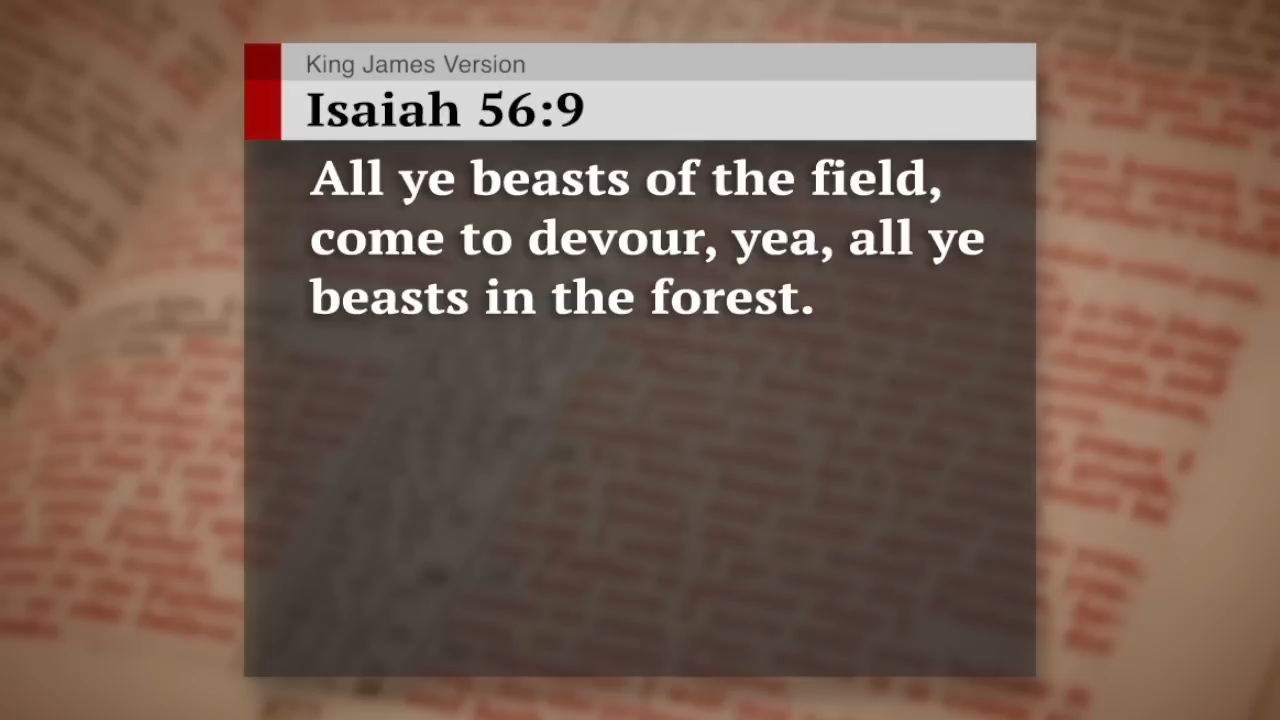 King James Version
Isaiah 56:9
All ye beasts of the field,
come to devour, yea, all ye
beasts in the forest.